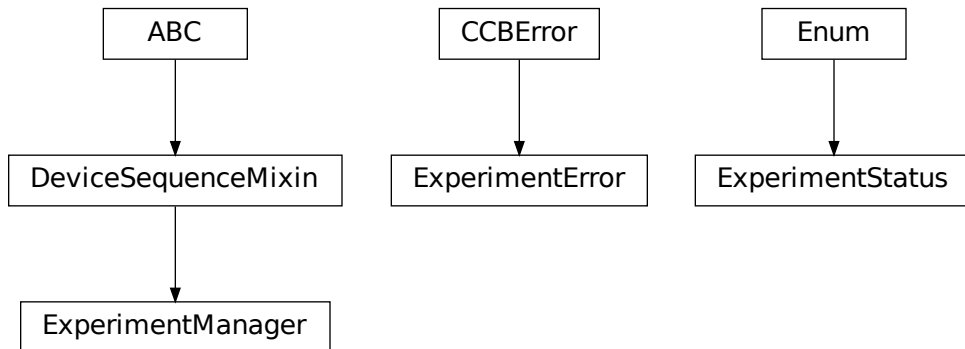 ABC
CCBError
Enum
DeviceSequenceMixin
ExperimentError
ExperimentStatus
ExperimentManager